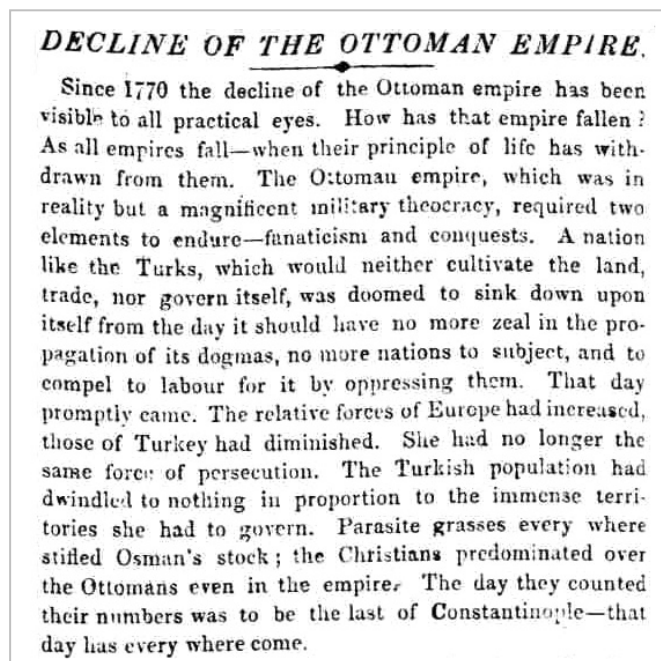 DECLINE OF THE OTTOMAN EMPIRE.
Since 1770 the decline of the Ottoman empire has been
visible to all practical eyes. How has that empire fallen?
As all empires fall—when their principle of life has with-
drawn from them. The Ottoman empire, which was in
reality but a magnificent military theocracy, required two
elements to endure—fanaticism and conquests. A nation
like the Turks, which would neither cultivate the land,
trade, nor govern itself, was doomed to sink down upon
itself from the day it should have no more zeal in the pro-
pagation of its dogmas, no more nations to subject, and to
compel to labour for it by oppressing them. That day
promptly came. The relative forces of Europe had increased,
those of Turkey had diminished. She had no longer the
same force of persecution. The Turkish population had
dwindled to nothing in proportion to the immense terri-
tories she had to govern. Parasite grasses every where
stifled Osman's stock; the Christians predominated over
the Ottomans even in the empire. The day they counted
their numbers was to be the last of Constantinople—that
day has every where come.